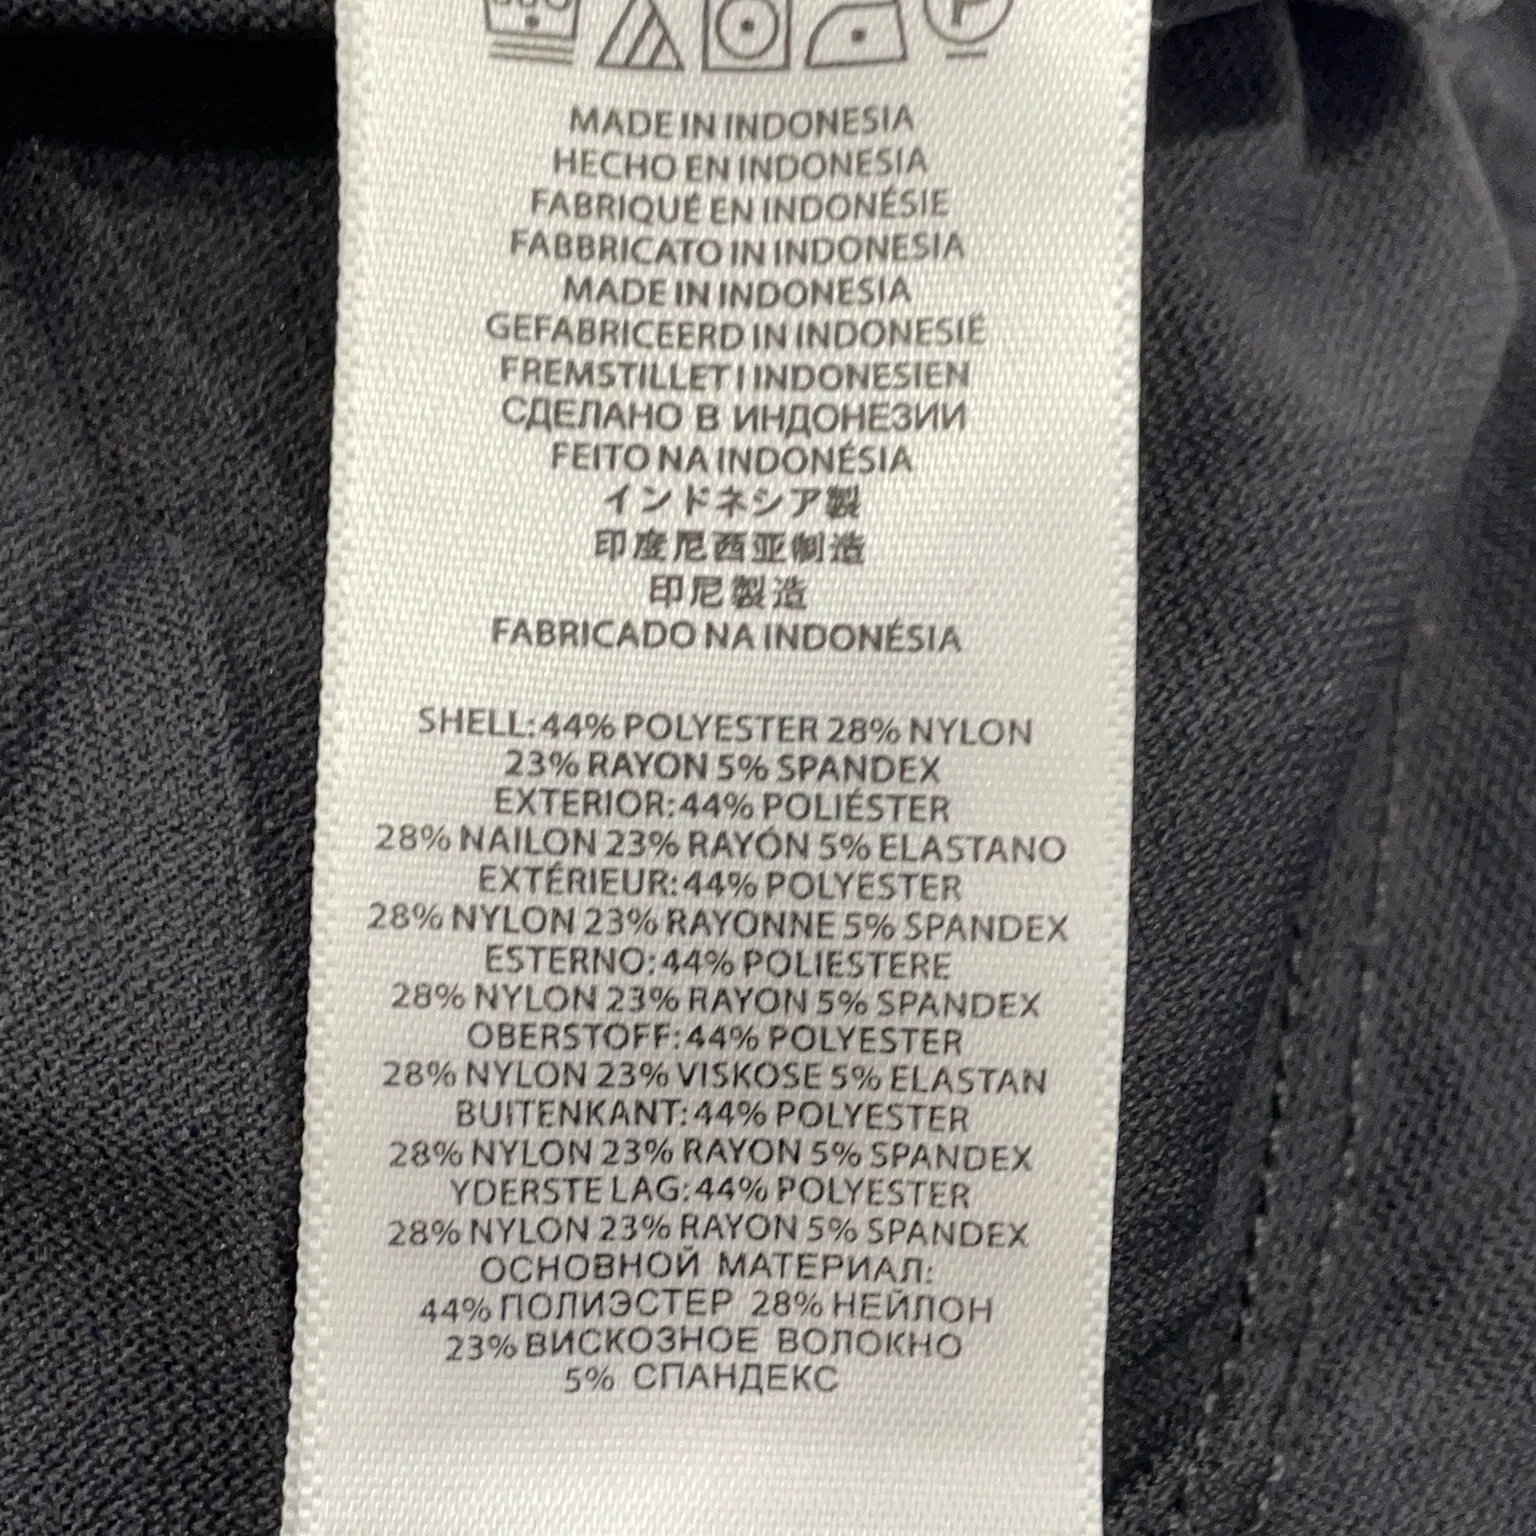 MADE IN INDONESIA
HECHO EN INDONESIA
FABRIQUÉ EN INDONÉSIE
FABBRICATO IN INDONESIA
MADE IN INDONESIA
GEFABRICEERD IN INDONESIË
FREMSTILLET I INDONESIEN
СДЕЛАНО В ИНДОНЕЗИИ
FEITO NA INDONÉSIA
インドネシア製
印度尼西亚制造
印尼製造
FABRICADO NA INDONÉSIA
SHELL: 44% POLYESTER 28% NYLON
23% RAYON 5% SPANDEX
EXTERIOR: 44% POLIÉSTER
28% NAILON 23% RAYÓN 5% ELASTANO
EXTÉRIEUR: 44% POLYESTER
28% NYLON 23% RAYONNE 5% SPANDEX
ESTERNO: 44% POLIESTERE
28% NYLON 23% RAYON 5% SPANDEX
OBERSTOFF: 44% POLYESTER
28% NYLON 23% VISKOSE 5% ELASTAN
BUITENKANT: 44% POLYESTER
28% NYLON 23% RAYON 5% SPANDEX
YDERSTE LAG: 44% POLYESTER
28% NYLON 23% RAYON 5% SPANDEX
ОСНОВНОЙ МАТЕРИАЛ:
44% ПОЛИЭСТЕР 28% НЕЙЛОН
23% ВИСКОЗНОЕ ВОЛОКНО
5% СПАНДЕКС